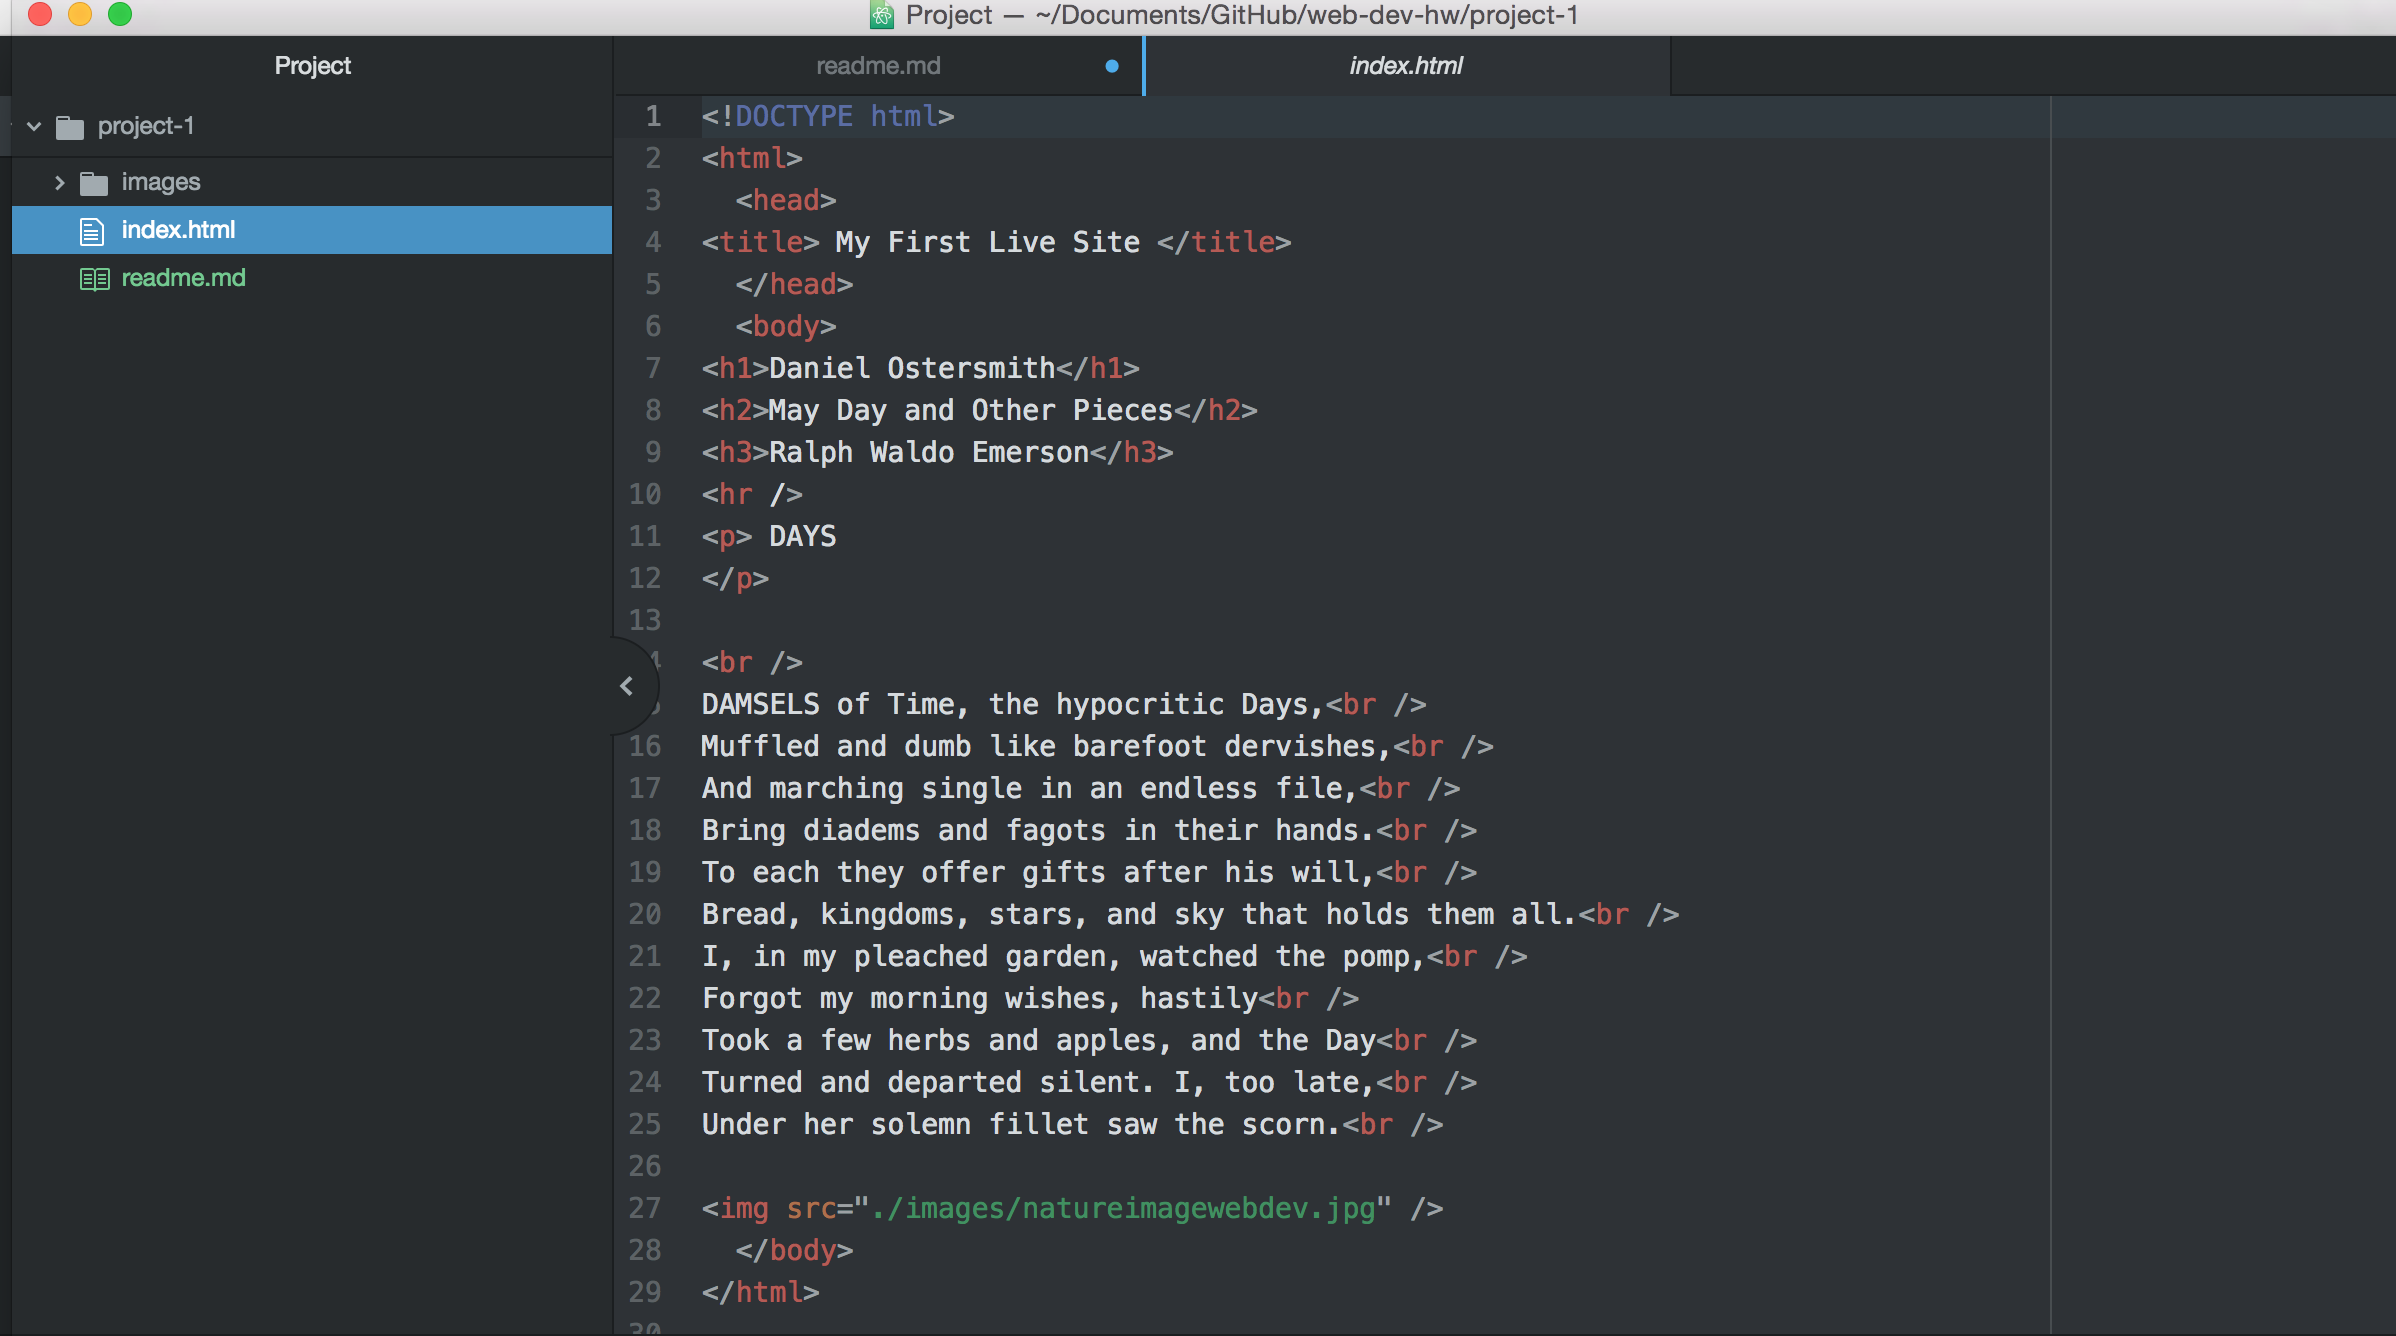 Project — ~/Documents/GitHub/web-dev-hw/project-1
Project
project-1
images
index.html
readme.md
readme.md
index.html
1 <!DOCTYPE html>
2 <html>
3   <head>
4 <title> My First Live Site </title>
5   </head>
6   <body>
7 <h1>Daniel Ostersmith</h1>
8 <h2>May Day and Other Pieces</h2>
9 <h3>Ralph Waldo Emerson</h3>
10 <hr />
11 <p> DAYS
12 </p>
13
4 <br />
DAMSELS of Time, the hypocritic Days,<br />
16 Muffled and dumb like barefoot dervishes,<br />
17 And marching single in an endless file,<br />
18 Bring diadems and fagots in their hands.<br />
19 To each they offer gifts after his will,<br />
20 Bread, kingdoms, stars, and sky that holds them all.<br />
21 I, in my pleached garden, watched the pomp,<br />
22 Forgot my morning wishes, hastily<br />
23 Took a few herbs and apples, and the Day<br />
24 Turned and departed silent. I, too late,<br />
25 Under her solemn fillet saw the scorn.<br />
26
27 <img src="./images/natureimagewebdev.jpg" />
28   </body>
29 </html>
30